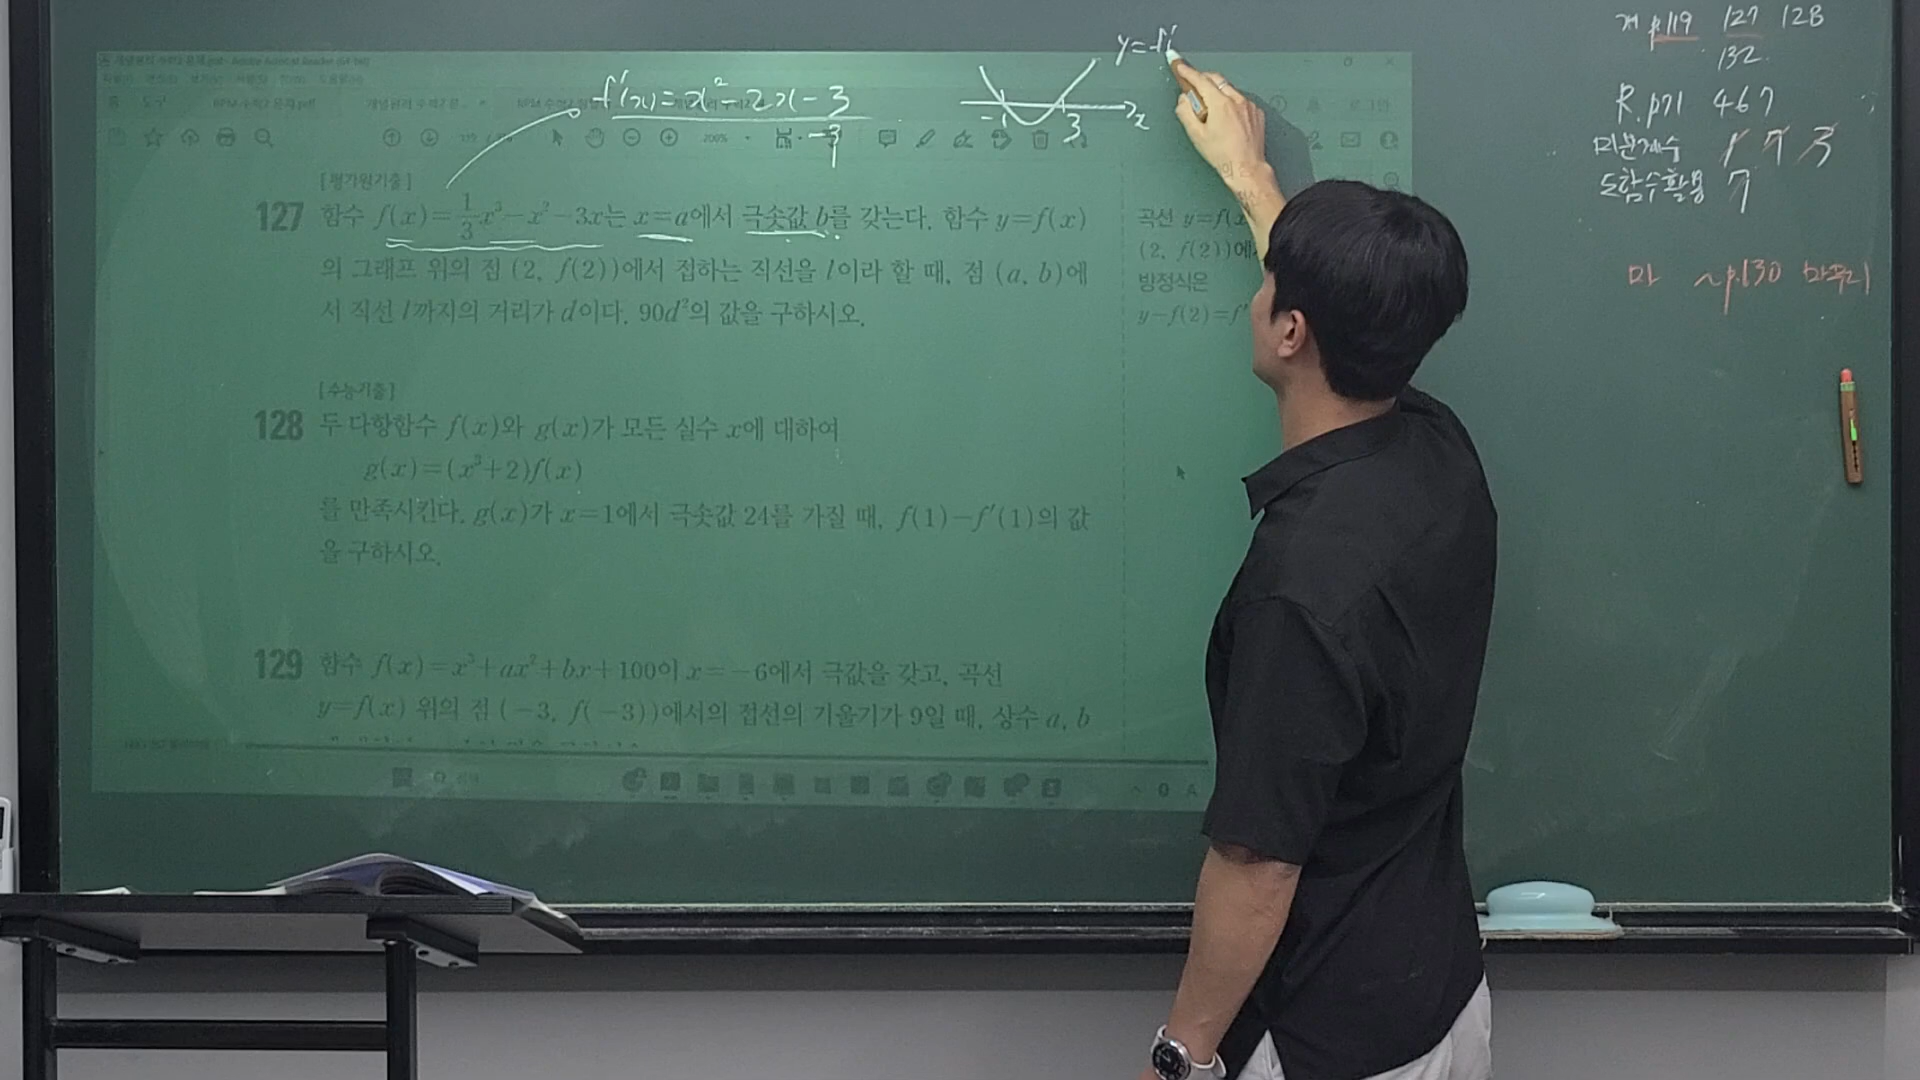 f'(x)=x²-2x-3
-3
1
-1 3 x
y=f'
[평가원기출]
127 함수 f(x)=1/3x³-x²-3x는 x=a에서 극솟값 b를 갖는다. 함수 y=f(x)
의 그래프 위의 점 (2, f(2))에서 접하는 직선을 l이라 할 때, 점 (a, b)에
서 직선 l까지의 거리가 d이다. 90d²의 값을 구하시오.
[수능기출]
128 두 다항함수 f(x)와 g(x)가 모든 실수 x에 대하여
g(x)=(x³+2)f(x)
를 만족시킨다. g(x)가 x=1에서 극솟값 24를 가질 때, f(1)-f'(1)의 값
을 구하시오.
129 함수 f(x)=x³+ax²+bx+100이 x=-6에서 극값을 갖고, 곡선
y=f(x) 위의 점 (-3, f(-3))에서의 접선의 기울기가 9일 때, 상수 a, b
곡선 y=f(x
(2, f(2))에
방정식은
y-f(2)=f'
개 p.119 127 128
132
R. p71 467
미분계수 1 7 3
도함수활용 7
마 ~p.130 마무리
200%